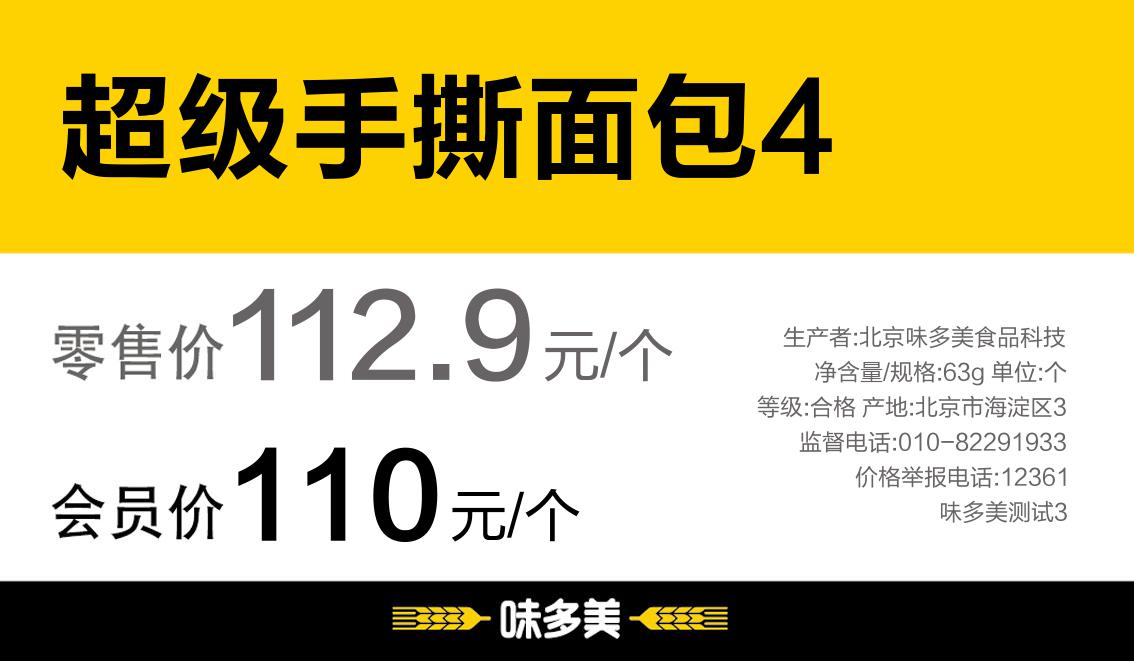 超级手撕面包4
零售价112.9元/个
会员价110元/个
生产者:北京味多美食品科技
净含量/规格:63g 单位:个
等级:合格 产地:北京市海淀区3
监督电话:010-82291933
价格举报电话:12361
味多美测试3
味多美